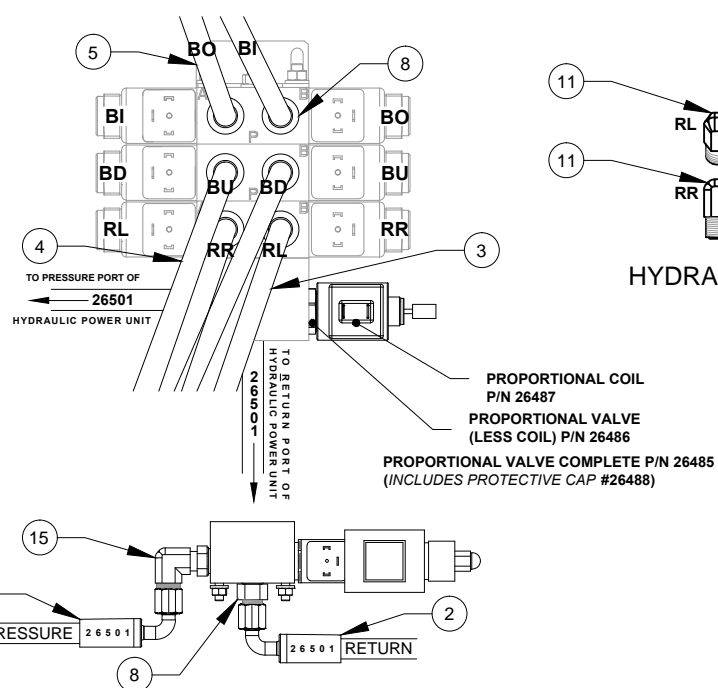 5
BO
BI
8
A
B
BI
BO
P
B
BD
BU
BD
BU
P
B
RL
RR
RL
RR
4
3
TO PRESSURE PORT OF
26501
HYDRAULIC POWER UNIT
TO RETURN PORT OF
26501
HYDRAULIC POWER UNIT
11
RL
11
RR
HYDRA
PROPORTIONAL COIL
P/N 26487
PROPORTIONAL VALVE
(LESS COIL) P/N 26486
PROPORTIONAL VALVE COMPLETE P/N 26485
(INCLUDES PROTECTIVE CAP #26488)
15
RESSURE
26501
8
26501
RETURN
2